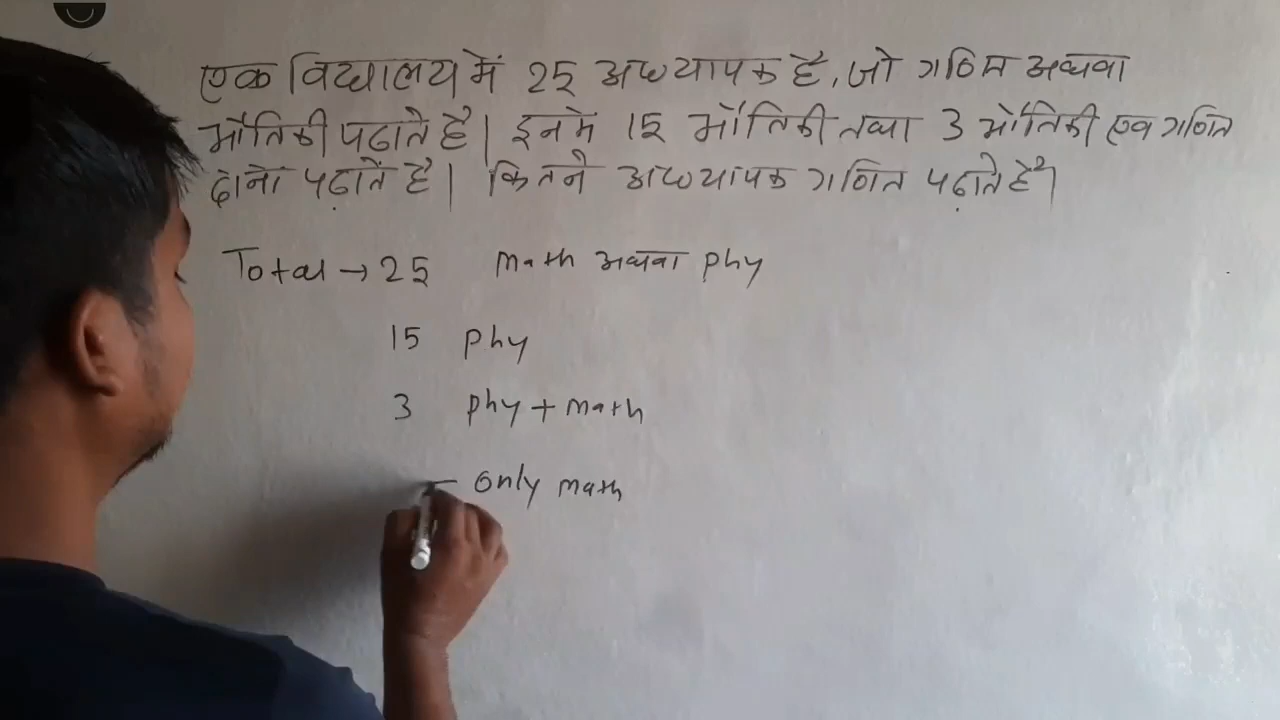 एक विद्यालय में 25 अध्यापक है, जो गणित अथवा
भौतिकी पढाते है। इनमे 15 भौतिकी तथा 3 भौतिकी एव गणित
दोनो पढ़ाते है। कितने अध्यापक गणित पढ़ाते है?
Total → 25 math अथवा phy
15 phy
3 phy + math
— only math